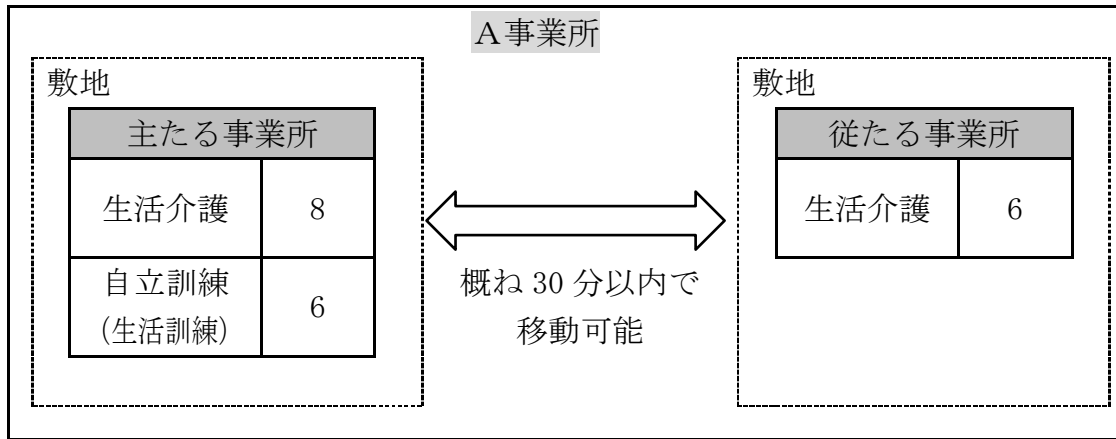 A事業所
敷地
主たる事業所
生活介護 8
自立訓練
(生活訓練) 6
概ね 30 分以内で
移動可能
敷地
従たる事業所
生活介護 6